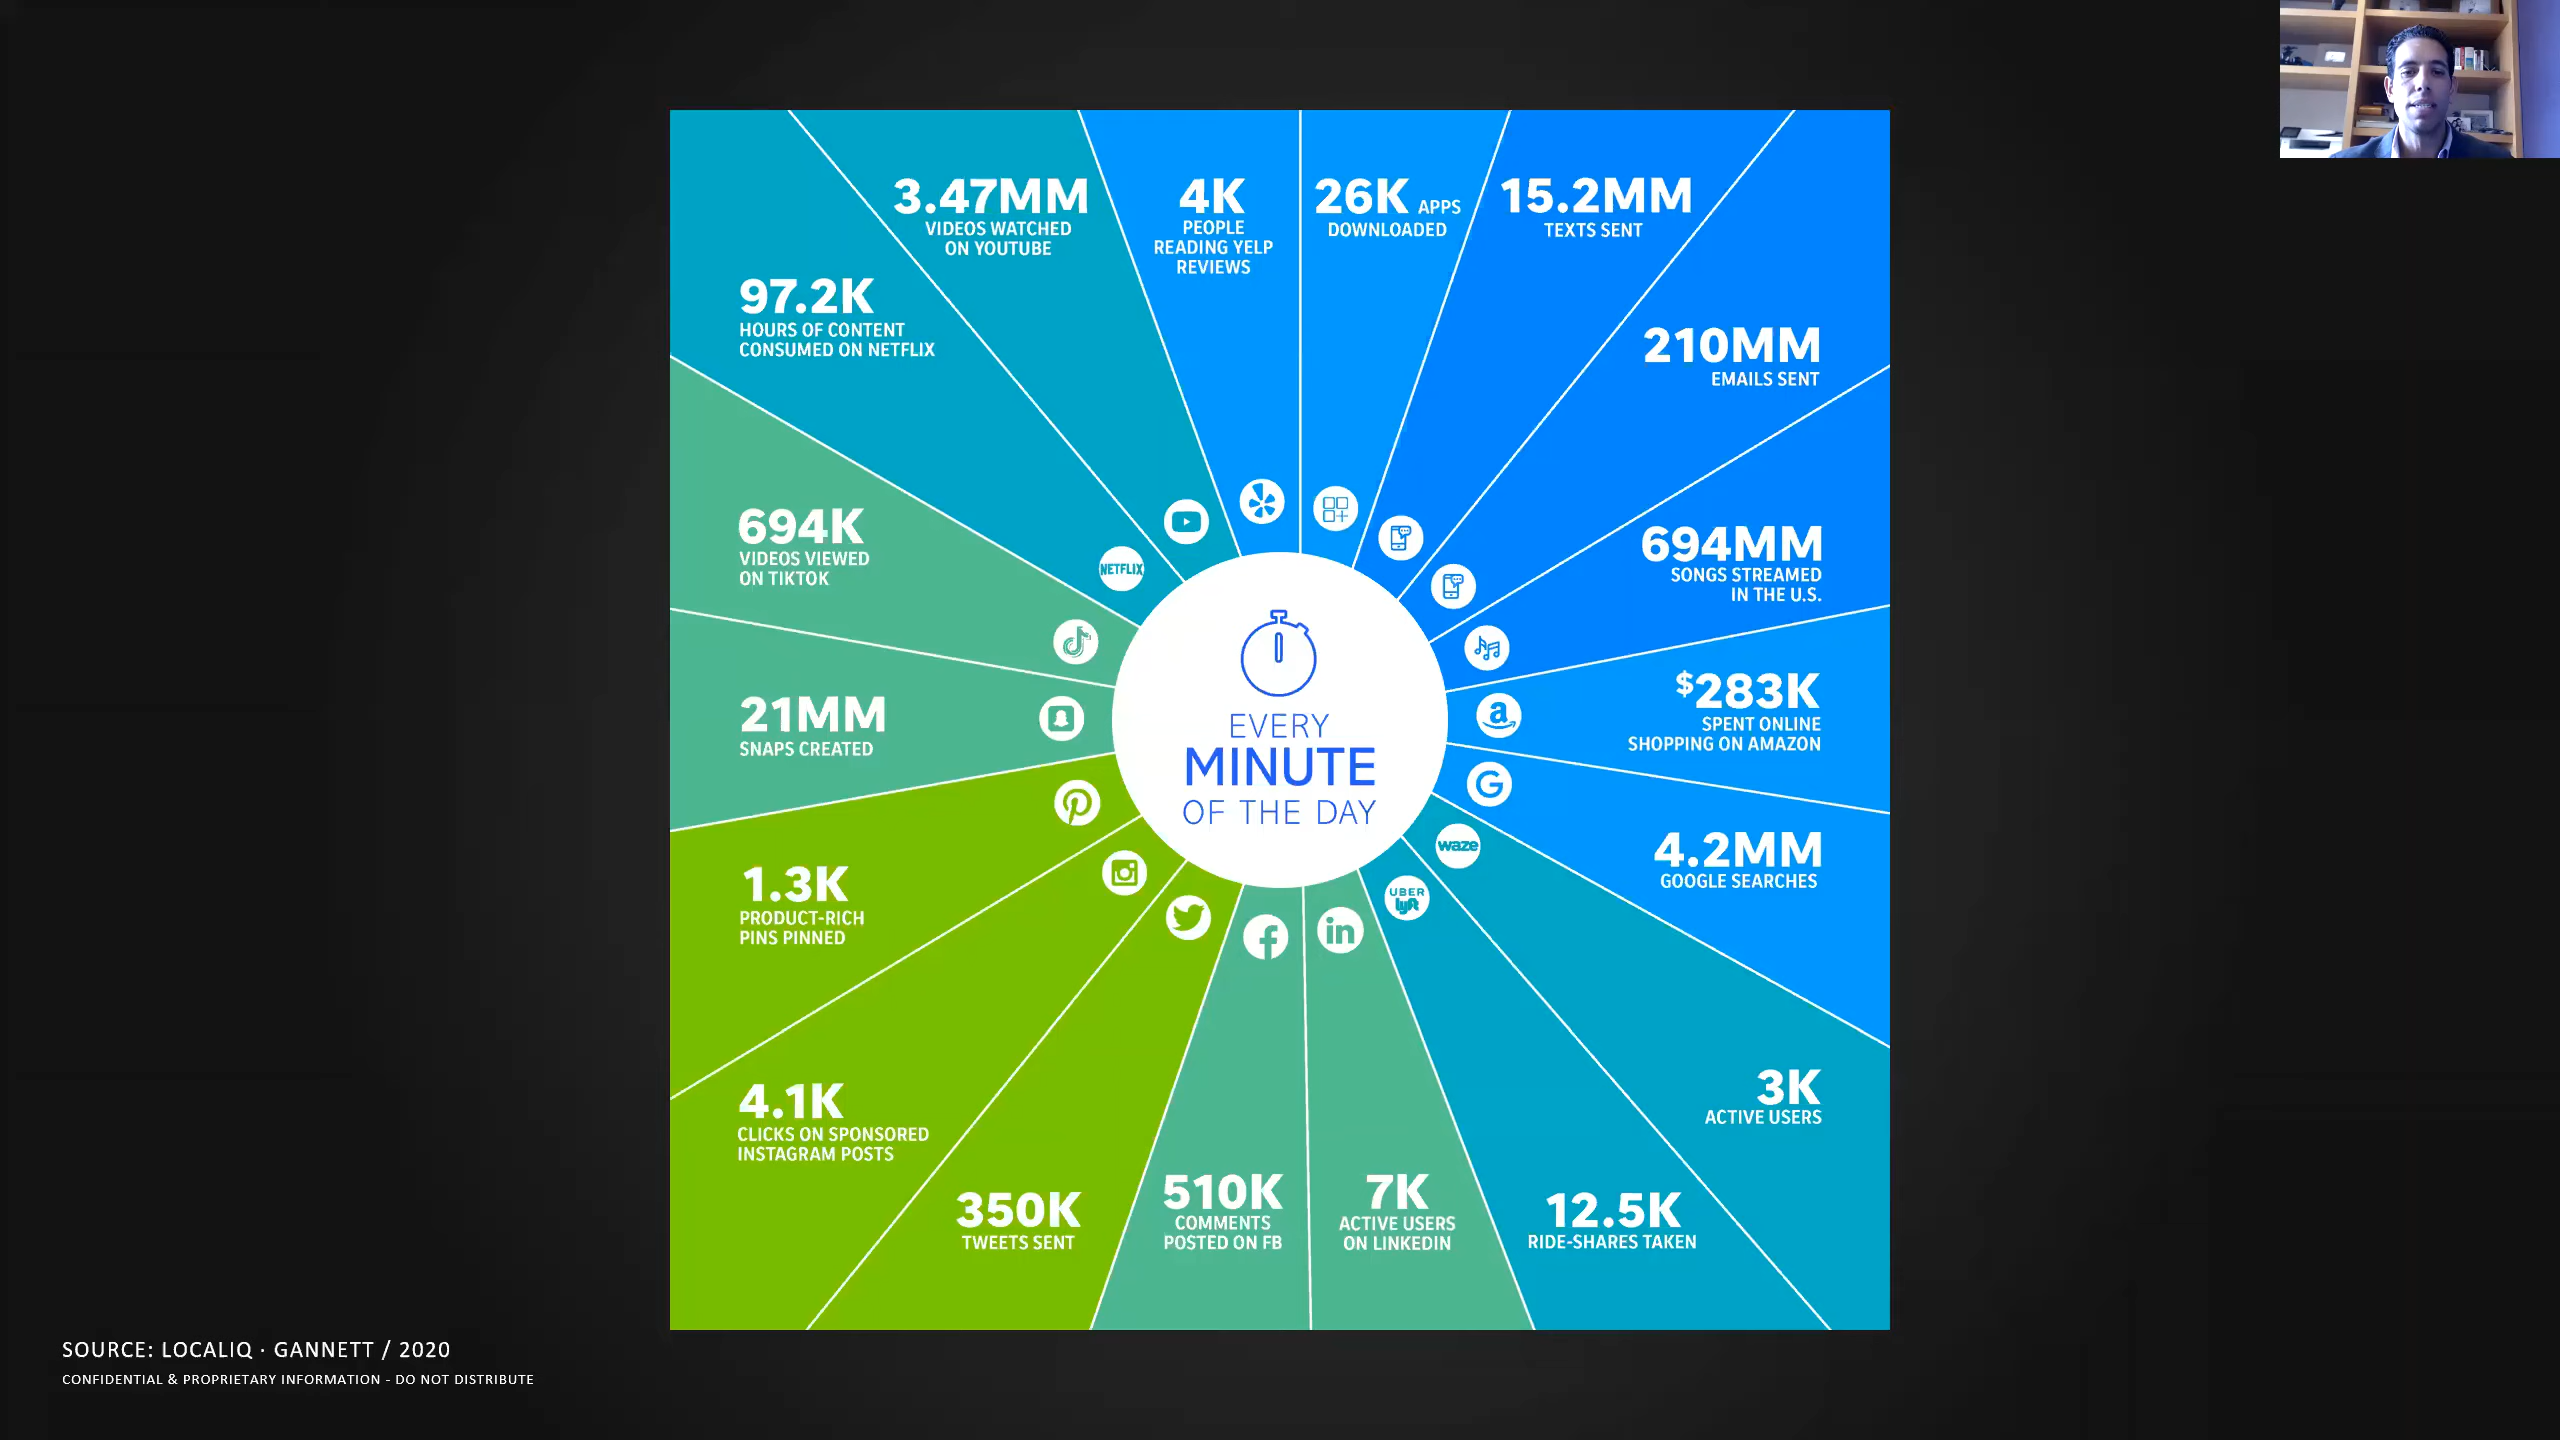 3.47MM
VIDEOS WATCHED
ON YOUTUBE
4K
PEOPLE
READING YELP
REVIEWS
26K APPS
DOWNLOADED
15.2MM
TEXTS SENT
210MM
EMAILS SENT
694MM
SONGS STREAMED
IN THE U.S.
$283K
SPENT ONLINE
SHOPPING ON AMAZON
4.2MM
GOOGLE SEARCHES
3K
ACTIVE USERS
12.5K
RIDE-SHARES TAKEN
7K
ACTIVE USERS
ON LINKEDIN
510K
COMMENTS
POSTED ON FB
350K
TWEETS SENT
4.1K
CLICKS ON SPONSORED
INSTAGRAM POSTS
1.3K
PRODUCT-RICH
PINS PINNED
21MM
SNAPS CREATED
694K
VIDEOS VIEWED
ON TIKTOK
97.2K
HOURS OF CONTENT
CONSUMED ON NETFLIX
NETFLIX
a
G
waze
UBER
lyft
in
f
EVERY
MINUTE
OF THE DAY
SOURCE: LOCALIQ · GANNETT / 2020
CONFIDENTIAL & PROPRIETARY INFORMATION - DO NOT DISTRIBUTE